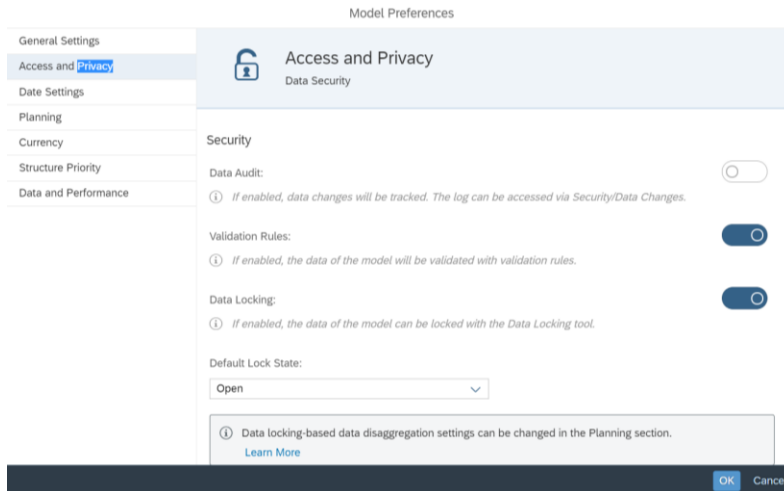 Model Preferences
General Settings
Access and Privacy
Date Settings
Planning
Currency
Structure Priority
Data and Performance
Access and Privacy
Data Security
Security
Data Audit:
If enabled, data changes will be tracked. The log can be accessed via Security/Data Changes.
Validation Rules:
If enabled, the data of the model will be validated with validation rules.
Data Locking:
If enabled, the data of the model can be locked with the Data Locking tool.
Default Lock State:
Open
Data locking-based data disaggregation settings can be changed in the Planning section.
Learn More
OK Cance